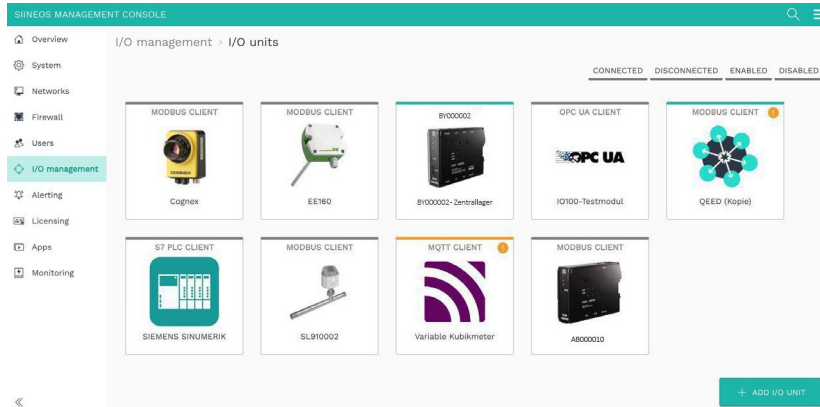 SIINEOS MANAGEMENT CONSOLE
Overview
System
Networks
Firewall
Users
I/O management
Alerting
Licensing
Apps
Monitoring
I/O management > I/O units
CONNECTED DISCONNECTED ENABLED DISABLED
MODBUS CLIENT
COGNEX
Cognex
MODBUS CLIENT
EE160
BY000002
BY000002- Zentrallager
OPC UA CLIENT
OPC UA
IO100-Testmodul
MODBUS CLIENT
QEED (Kopie)
S7 PLC CLIENT
SIEMENS SINUMERIK
MODBUS CLIENT
SL910002
MQTT CLIENT
Variable Kubikmeter
MODBUS CLIENT
AB000010
+ ADD I/O UNIT